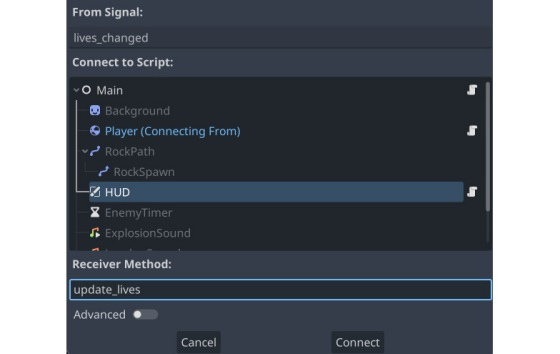 From Signal:
lives_changed
Connect to Script:
Main
Background
Player (Connecting From)
RockPath
RockSpawn
HUD
EnemyTimer
ExplosionSound
Receiver Method:
update_lives
Advanced
Cancel Connect